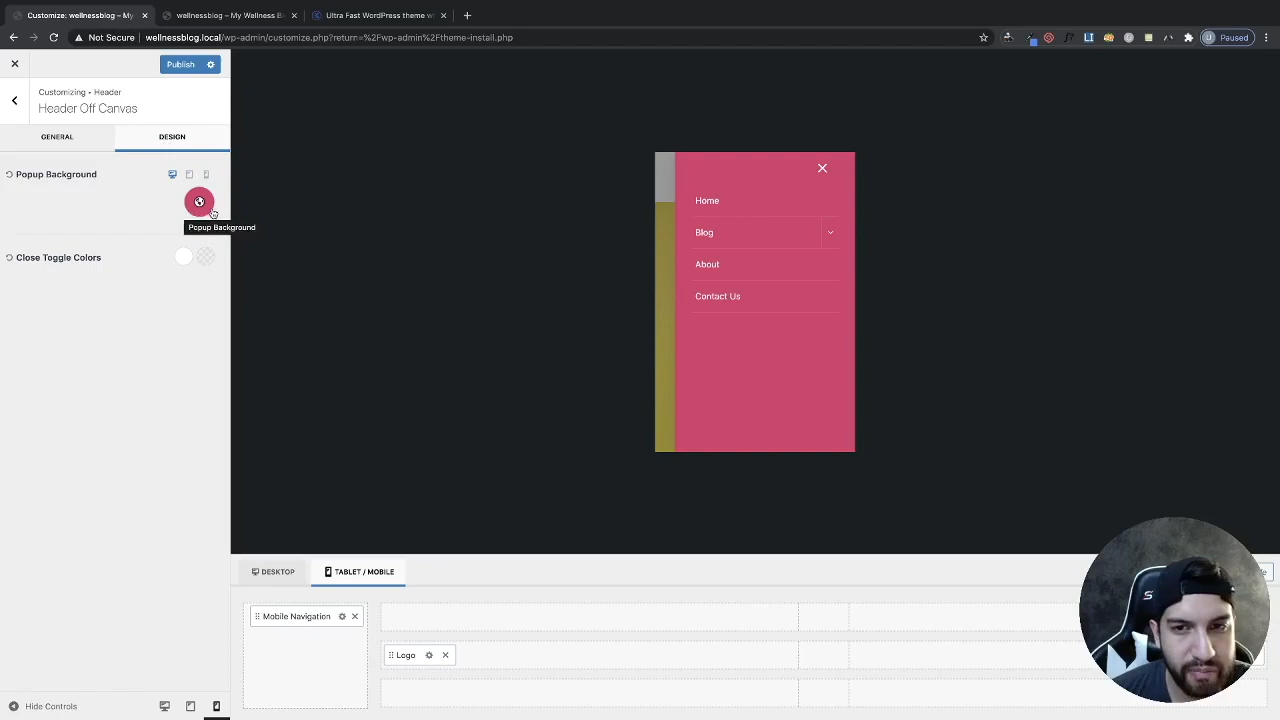 Customize: wellnessblog – My
wellnessblog – My Wellness Bl
Ultra Fast WordPress theme w
Not Secure
wellnessblog.local/wp-admin/customize.php?return=%2Fwp-admin%2Ftheme-install.php
Paused
Publish
Customizing • Header
Header Off Canvas
GENERAL
DESIGN
Popup Background
Popup Background
Close Toggle Colors
Home
Blog
About
Contact Us
DESKTOP
TABLET / MOBILE
Mobile Navigation
Logo
Hide Controls